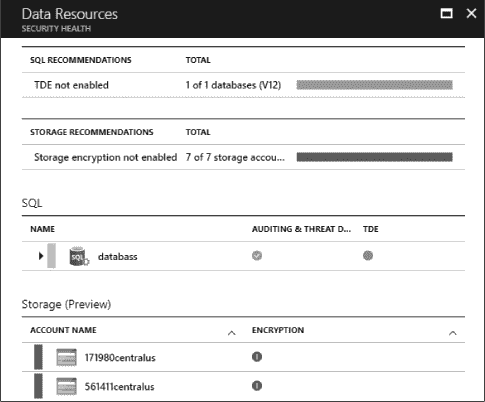 Data Resources
SECURITY HEALTH
SQL RECOMMENDATIONS TOTAL
TDE not enabled 1 of 1 databases (V12)
STORAGE RECOMMENDATIONS TOTAL
Storage encryption not enabled 7 of 7 storage accou...
SQL
NAME AUDITING & THREAT D... TDE
SQL databass
Storage (Preview)
ACCOUNT NAME ENCRYPTION
171980centralus
561411centralus